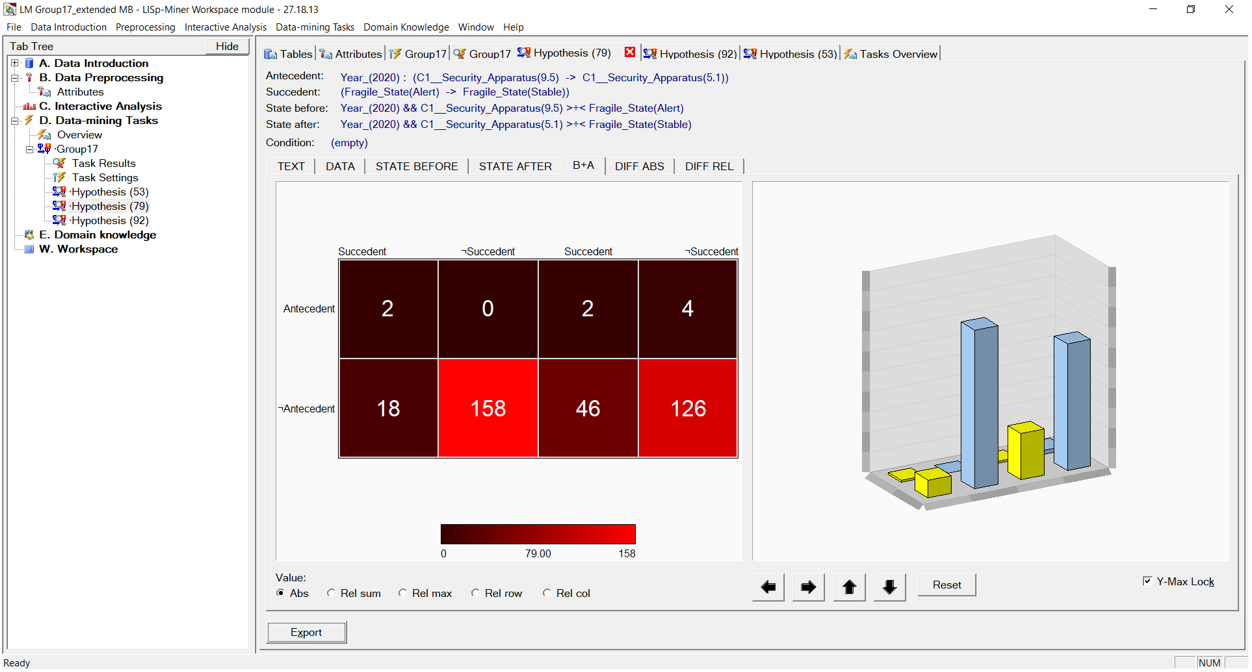 LM Group17_extended MB - LISp-Miner Workspace module - 27.18.13
File Data Introduction Preprocessing Interactive Analysis Data-mining Tasks Domain Knowledge Window Help
Tab Tree Hide
A. Data Introduction
B. Data Preprocessing
Attributes
C. Interactive Analysis
D. Data-mining Tasks
Overview
·Group17
Task Results
Task Settings
·Hypothesis (53)
·Hypothesis (79)
·Hypothesis (92)
E. Domain knowledge
W. Workspace
Tables Attributes Group17 Group17 Hypothesis (79) Hypothesis (92) Hypothesis (53) Tasks Overview
Antecedent: Year_(2020) : (C1__Security_Apparatus(9.5) -> C1__Security_Apparatus(5.1))
Succedent: (Fragile_State(Alert) -> Fragile_State(Stable))
State before: Year_(2020) && C1__Security_Apparatus(9.5) >÷< Fragile_State(Alert)
State after: Year_(2020) && C1__Security_Apparatus(5.1) >÷< Fragile_State(Stable)
Condition: (empty)
TEXT DATA STATE BEFORE STATE AFTER B+A DIFF ABS DIFF REL
Succedent ¬Succedent Succedent ¬Succedent
Antecedent 2 0 2 4
¬Antecedent 18 158 46 126
0 79.00 158
Value:
Abs Rel sum Rel max Rel row Rel col
Reset
Y-Max Lock
Export
Ready NUM